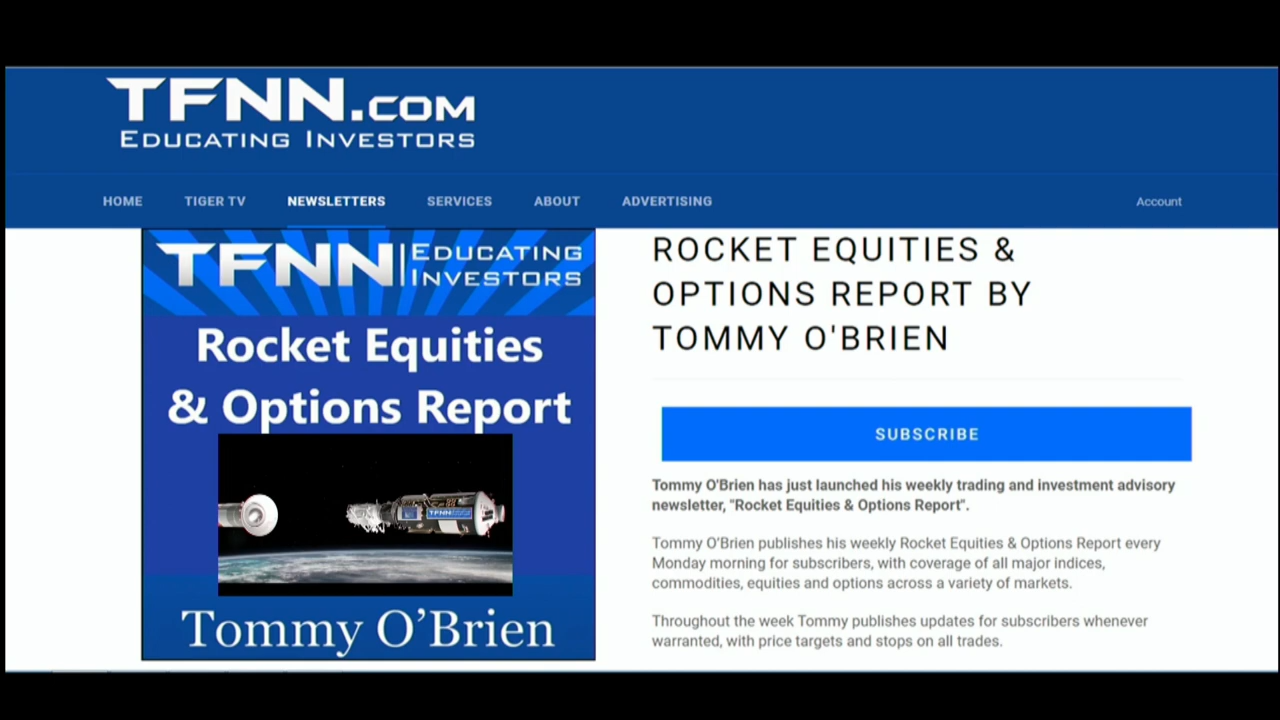 TFNN.COM
EDUCATING INVESTORS
HOME TIGER TV NEWSLETTERS SERVICES ABOUT ADVERTISING Account
TFNN EDUCATING
INVESTORS
Rocket Equities
& Options Report
TFNN
Tommy O’Brien
ROCKET EQUITIES &
OPTIONS REPORT BY
TOMMY O'BRIEN
SUBSCRIBE
Tommy O'Brien has just launched his weekly trading and investment advisory
newsletter, "Rocket Equities & Options Report".
Tommy O'Brien publishes his weekly Rocket Equities & Options Report every
Monday morning for subscribers, with coverage of all major indices,
commodities, equities and options across a variety of markets.
Throughout the week Tommy publishes updates for subscribers whenever
warranted, with price targets and stops on all trades.